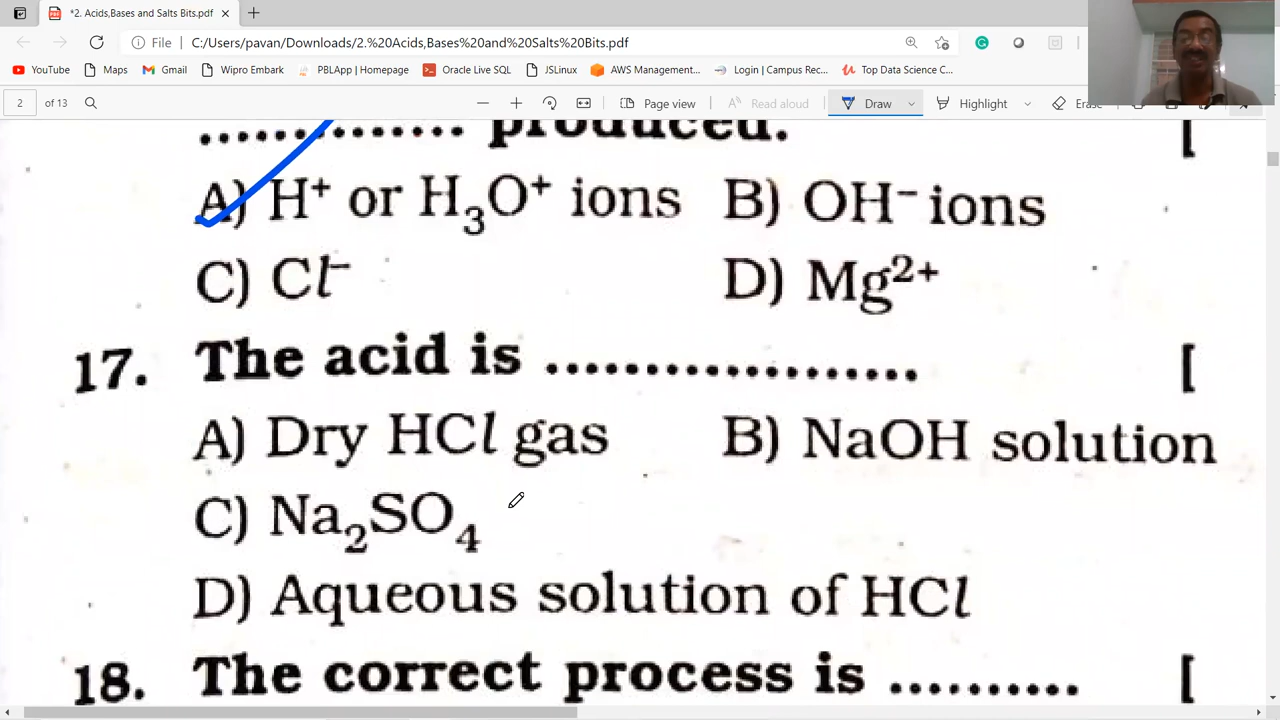 *2. Acids,Bases and Salts Bits.pdf
File C:/Users/pavan/Downloads/2.%20Acids,Bases%20and%20Salts%20Bits.pdf
YouTube Maps Gmail Wipro Embark PBLApp | Homepage Oracle Live SQL JSLinux AWS Management... Login | Campus Rec... Top Data Science C...
2 of 13 Page view Read aloud Draw Highlight Erase
.............. produced. [
A) H⁺ or H₃O⁺ ions B) OH⁻ ions
C) Cl⁻ D) Mg²⁺
17. The acid is ................... [
A) Dry HCl gas B) NaOH solution
C) Na₂SO₄
D) Aqueous solution of HCl
18. The correct process is .......... [